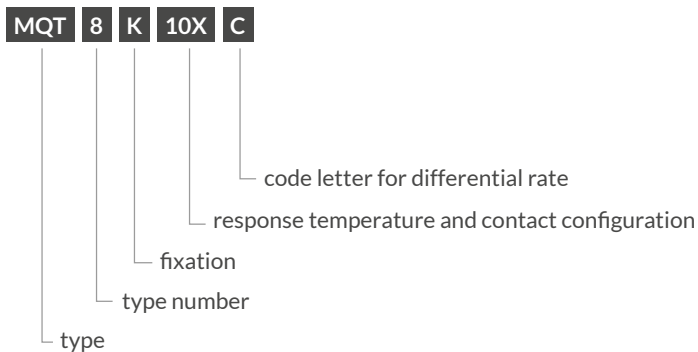 MQT 8 K 10X C
code letter for differential rate
response temperature and contact configuration
fixation
type number
type